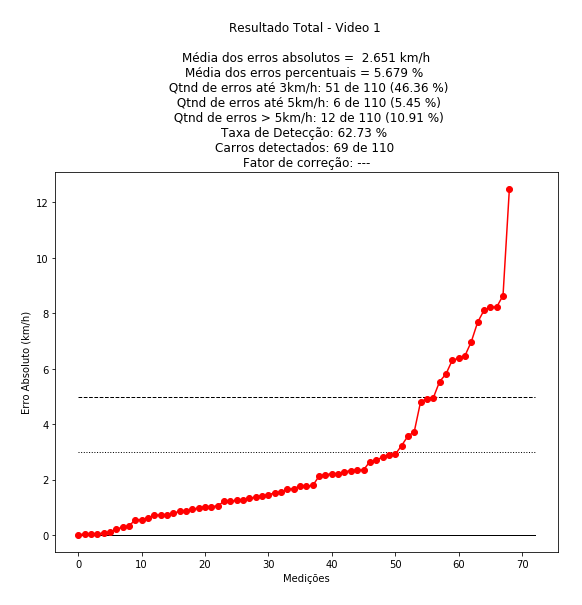 Resultado Total - Video 1
Média dos erros absolutos =  2.651 km/h
Média dos erros percentuais = 5.679 %
Qtnd de erros até 3km/h: 51 de 110 (46.36 %)
Qtnd de erros até 5km/h: 6 de 110 (5.45 %)
Qtnd de erros > 5km/h: 12 de 110 (10.91 %)
Taxa de Detecção: 62.73 %
Carros detectados: 69 de 110
Fator de correção: ---
12
10
8
6
4
2
0
Erro Absoluto (km/h)
0 10 20 30 40 50 60 70
Medições